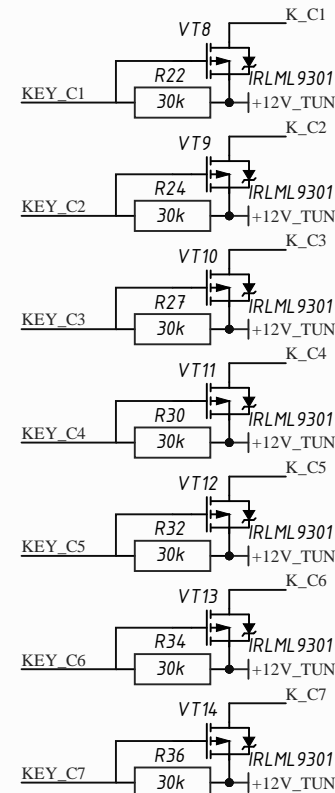 K_C1
VT8
R22
IRLML9301
KEY_C1
30k
+12V_TUN
K_C2
VT9
R24
IRLML9301
KEY_C2
30k
+12V_TUN
K_C3
VT10
R27
IRLML9301
KEY_C3
30k
+12V_TUN
K_C4
VT11
R30
IRLML9301
KEY_C4
30k
+12V_TUN
K_C5
VT12
R32
IRLML9301
KEY_C5
30k
+12V_TUN
K_C6
VT13
R34
IRLML9301
KEY_C6
30k
+12V_TUN
K_C7
VT14
R36
IRLML9301
KEY_C7
30k
+12V_TUN